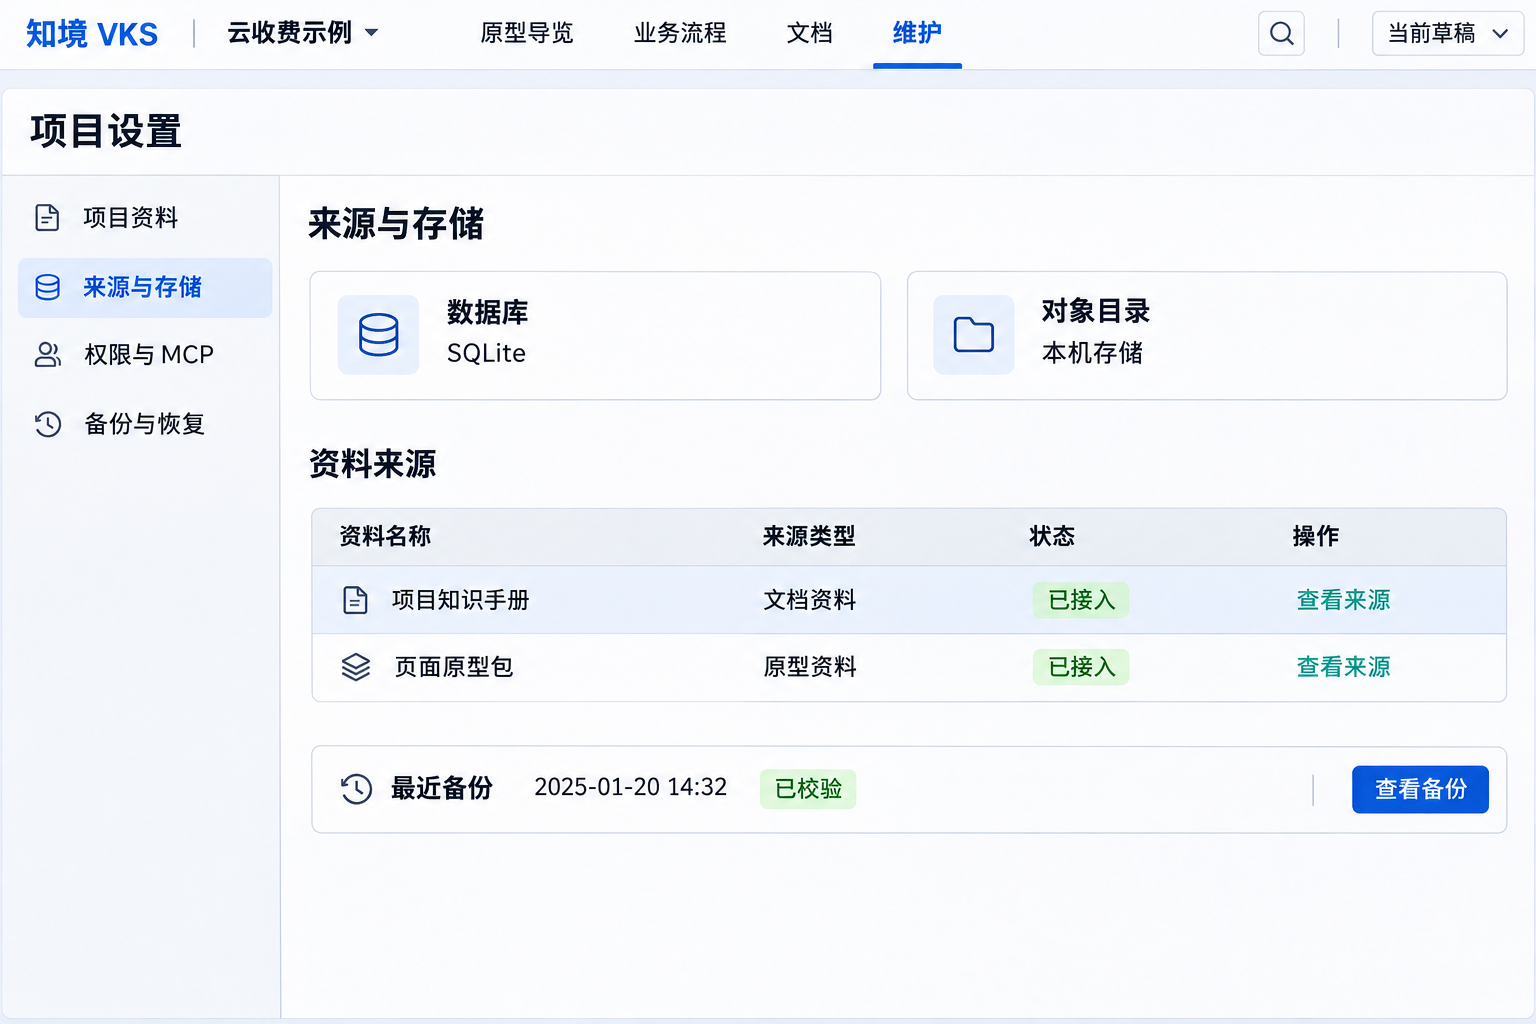 知境 VKS
云收费示例
原型导览
业务流程
文档
维护
当前草稿
项目设置
项目资料
来源与存储
权限与 MCP
备份与恢复
来源与存储
数据库
SQLite
对象目录
本机存储
资料来源
资料名称 来源类型 状态 操作
项目知识手册 文档资料 已接入 查看来源
页面原型包 原型资料 已接入 查看来源
最近备份 2025-01-20 14:32 已校验 查看备份